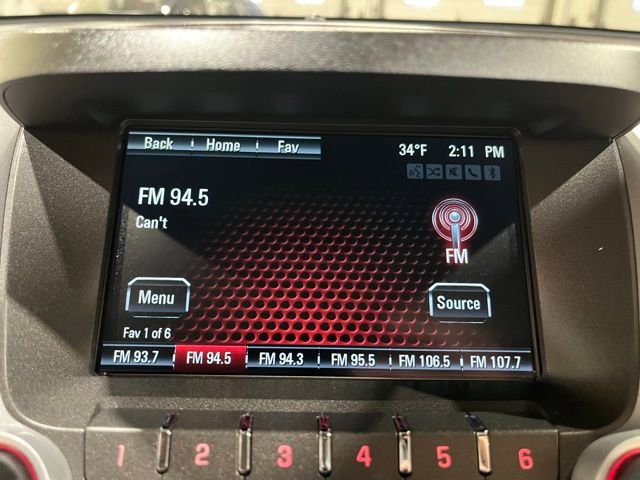 Back Home Fav 34°F 2:11 PM
FM 94.5
Can't
FM
Menu Source
Fav 1 of 6
FM 93.7 FM 94.5 FM 94.3 FM 95.5 FM 106.5 FM 107.7
1 2 3 4 5 6